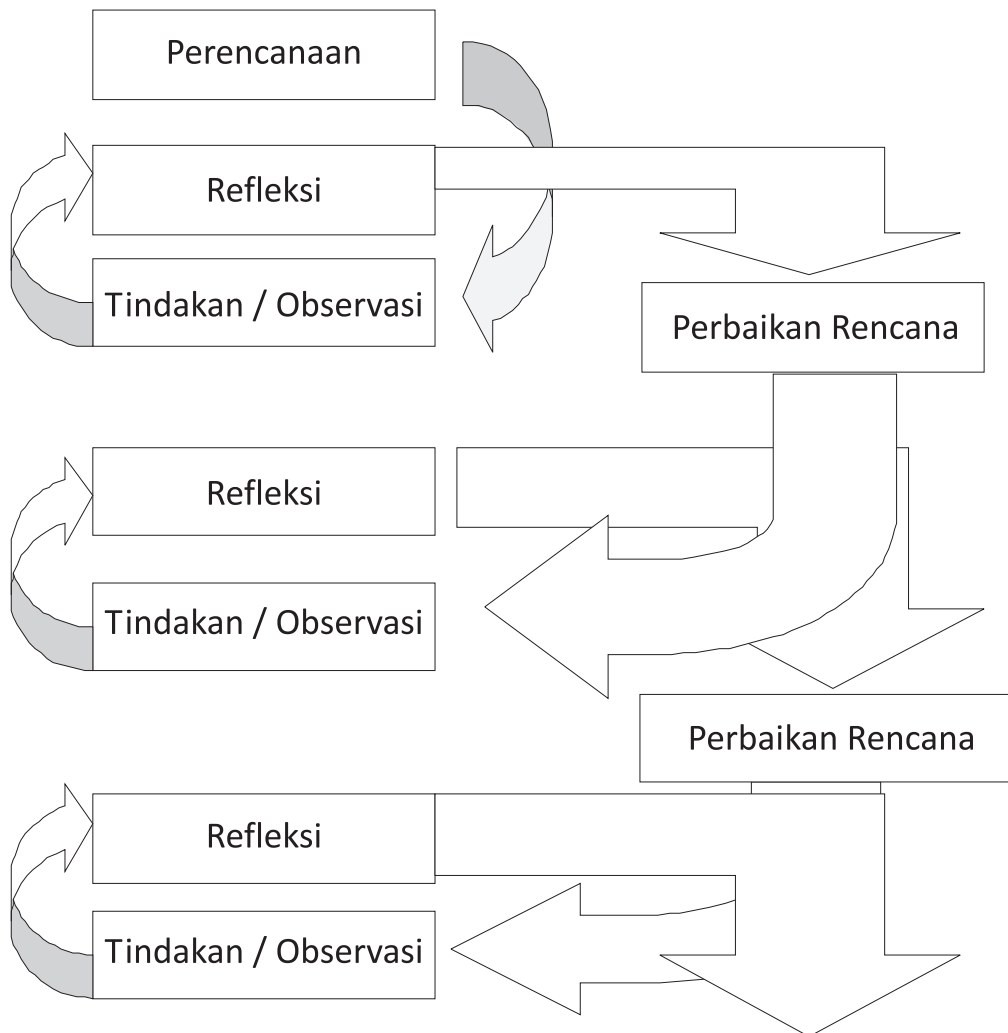 Perencanaan
Refleksi
Tindakan / Observasi
Perbaikan Rencana
Refleksi
Tindakan / Observasi
Perbaikan Rencana
Refleksi
Tindakan / Observasi